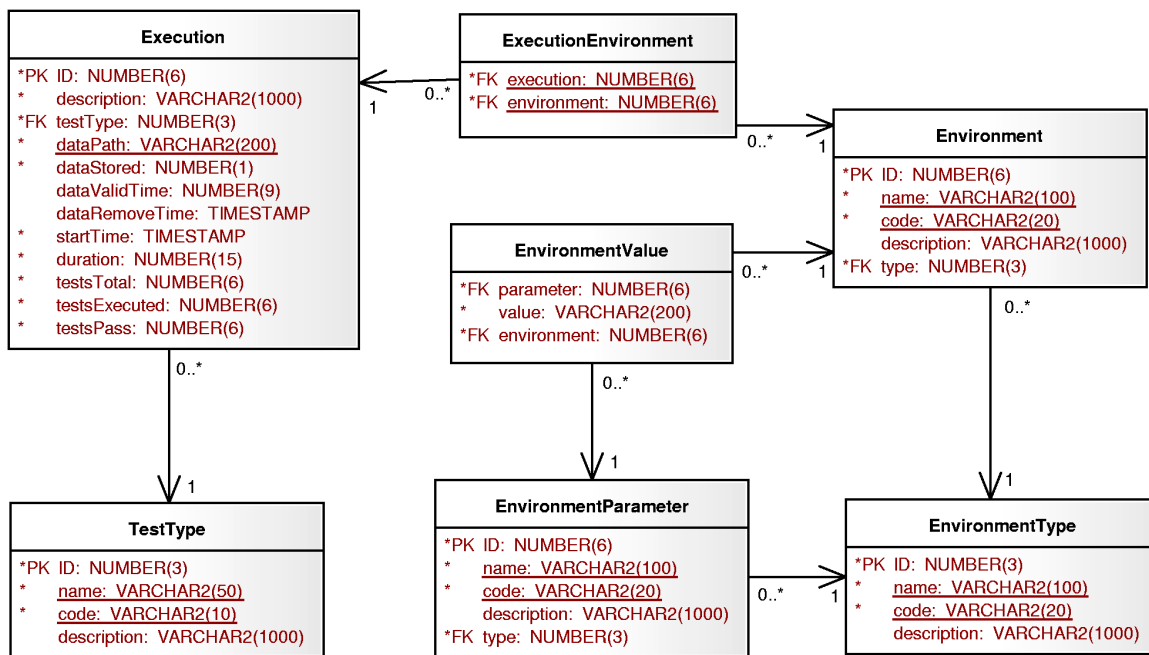 Execution
*PK ID: NUMBER(6)
* description: VARCHAR2(1000)
*FK testType: NUMBER(3)
* dataPath: VARCHAR2(200)
* dataStored: NUMBER(1)
dataValidTime: NUMBER(9)
dataRemoveTime: TIMESTAMP
* startTime: TIMESTAMP
* duration: NUMBER(15)
* testsTotal: NUMBER(6)
* testsExecuted: NUMBER(6)
* testsPass: NUMBER(6)
1
0..*
ExecutionEnvironment
*FK execution: NUMBER(6)
*FK environment: NUMBER(6)
0..*
1
Environment
*PK ID: NUMBER(6)
* name: VARCHAR2(100)
* code: VARCHAR2(20)
description: VARCHAR2(1000)
*FK type: NUMBER(3)
EnvironmentValue
*FK parameter: NUMBER(6)
* value: VARCHAR2(200)
*FK environment: NUMBER(6)
0..*
1
0..*
1
0..*
1
0..*
1
TestType
*PK ID: NUMBER(3)
* name: VARCHAR2(50)
* code: VARCHAR2(10)
description: VARCHAR2(1000)
EnvironmentParameter
*PK ID: NUMBER(6)
* name: VARCHAR2(100)
* code: VARCHAR2(20)
description: VARCHAR2(1000)
*FK type: NUMBER(3)
0..*
1
EnvironmentType
*PK ID: NUMBER(3)
* name: VARCHAR2(100)
* code: VARCHAR2(20)
description: VARCHAR2(1000)